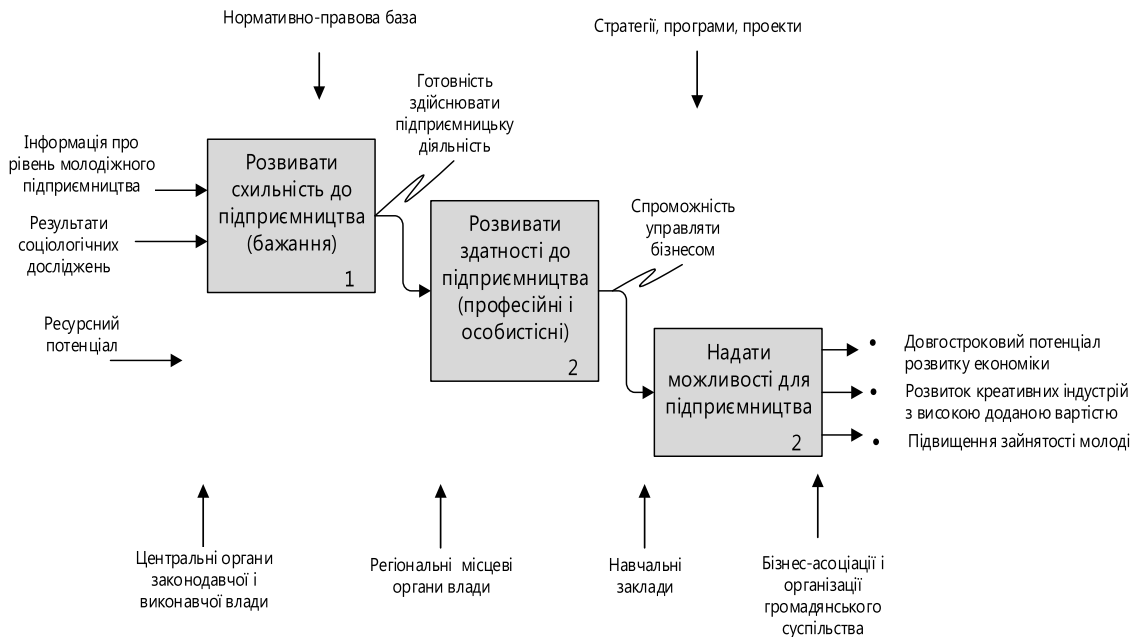 Нормативно-правова база
Стратегії, програми, проекти
Готовність
здійснювати
підприємницьку
діяльність
Інформація про
рівень молодіжного
підприємництва
Результати
соціологічних
досліджень
Ресурсний
потенціал
Розвивати
схильність до
підприємництва
(бажання)
1
Розвивати
здатності до
підприємництва
(професійні і
особистісні)
2
Спроможність
управляти
бізнесом
Надати
можливості для
підприємництва
2
• Довгостроковий потенціал
розвитку економіки
• Розвиток креативних індустрій
з високою доданою вартістю
• Підвищення зайнятості молоді
Центральні органи
законодавчої і
виконавчої влади
Регіональні місцеві
органи влади
Навчальні
заклади
Бізнес-асоціації і
організації
громадянського
суспільства